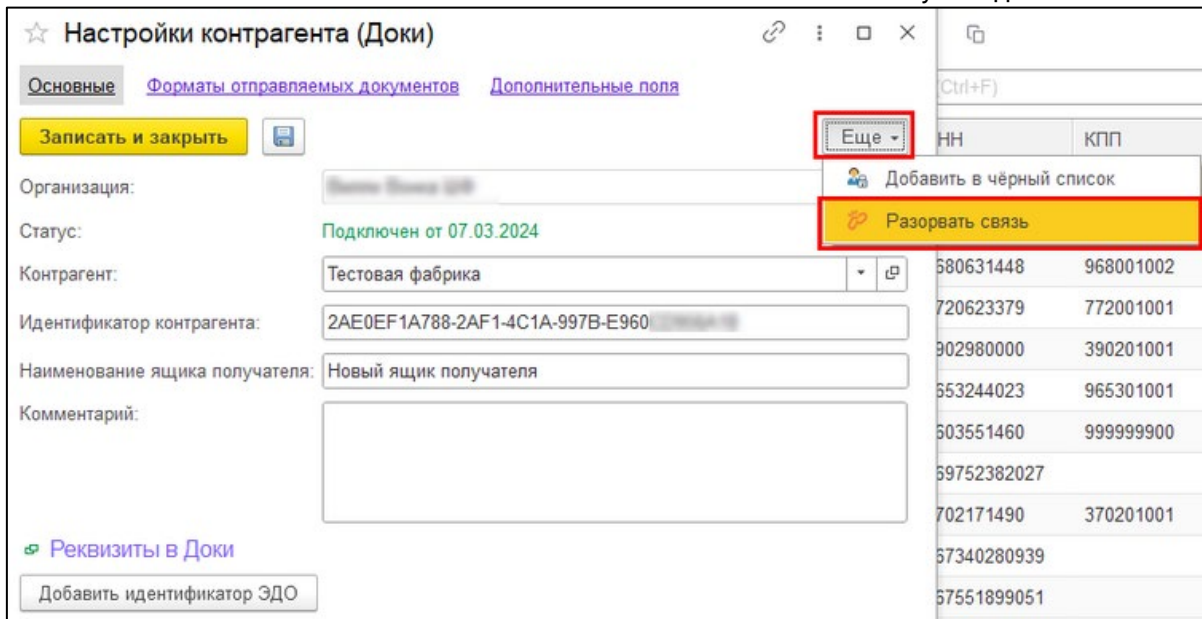 Настройки контрагента (Доки)
Основные Форматы отправляемых документов Дополнительные поля
(Ctrl+F)
Записать и закрыть Еще
НН КПП
Добавить в чёрный список
Разорвать связь
Организация:
Статус: Подключен от 07.03.2024
Контрагент: Тестовая фабрика
680631448 968001002
Идентификатор контрагента: 2AE0EF1A788-2AF1-4C1A-997B-E960
720623379 772001001
902980000 390201001
Наименование ящика получателя: Новый ящик получателя
653244023 965301001
Комментарий:
603551460 999999900
69752382027
702171490 370201001
Реквизиты в Доки
67340280939
Добавить идентификатор ЭДО
67551899051